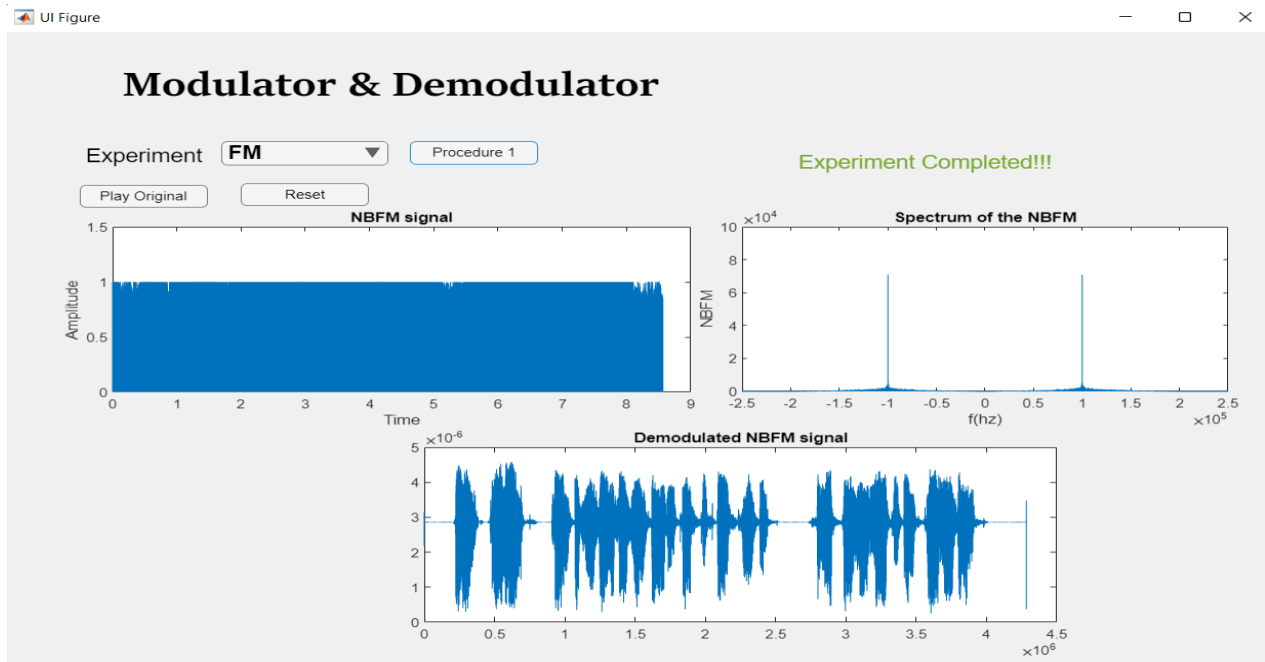 UI Figure
Modulator & Demodulator
Experiment FM Procedure 1
Experiment Completed!!!
Play Original Reset
NBFM signal
1.5
1
0.5
0
Amplitude
0 1 2 3 4 5 6 7 8 9
Time
Spectrum of the NBFM
×10^4
10
8
6
4
2
0
NBFM
-2.5 -2 -1.5 -1 -0.5 0 0.5 1 1.5 2 2.5
f(hz)
×10^5
Demodulated NBFM signal
×10^-6
5
4
3
2
1
0
0 0.5 1 1.5 2 2.5 3 3.5 4 4.5
×10^6